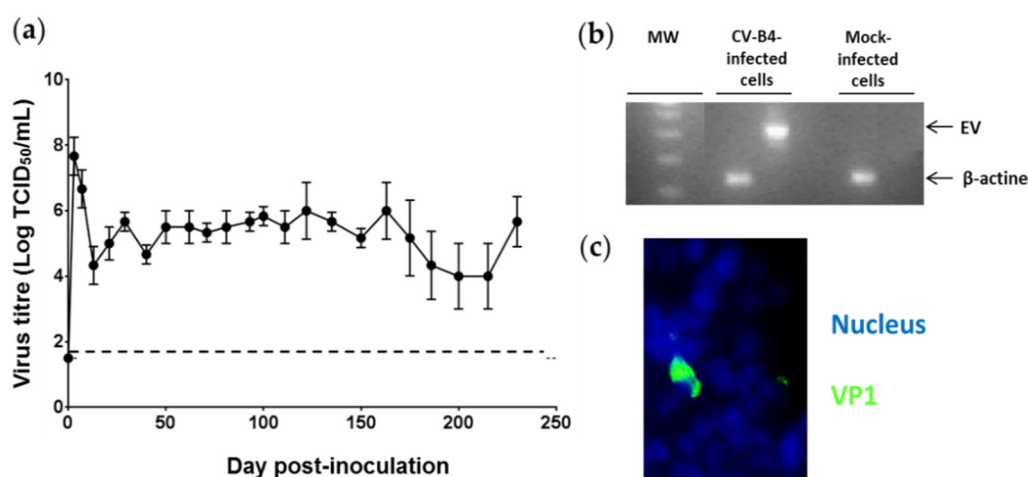 (a)
Virus titre (Log TCID50/mL)
10
8
6
4
2
0
0 50 100 150 200 250
Day post-inoculation
(b)
MW
CV-B4-
infected
cells
Mock-
infected
cells
EV
β-actine
(c)
Nucleus
VP1